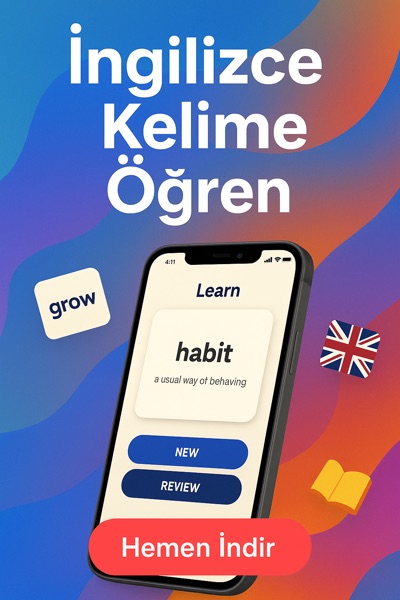 İngilizce
Kelime
Öğren
grow
4:11
Learn
habit
a usual way of behaving
NEW
REVIEW
Hemen İndir